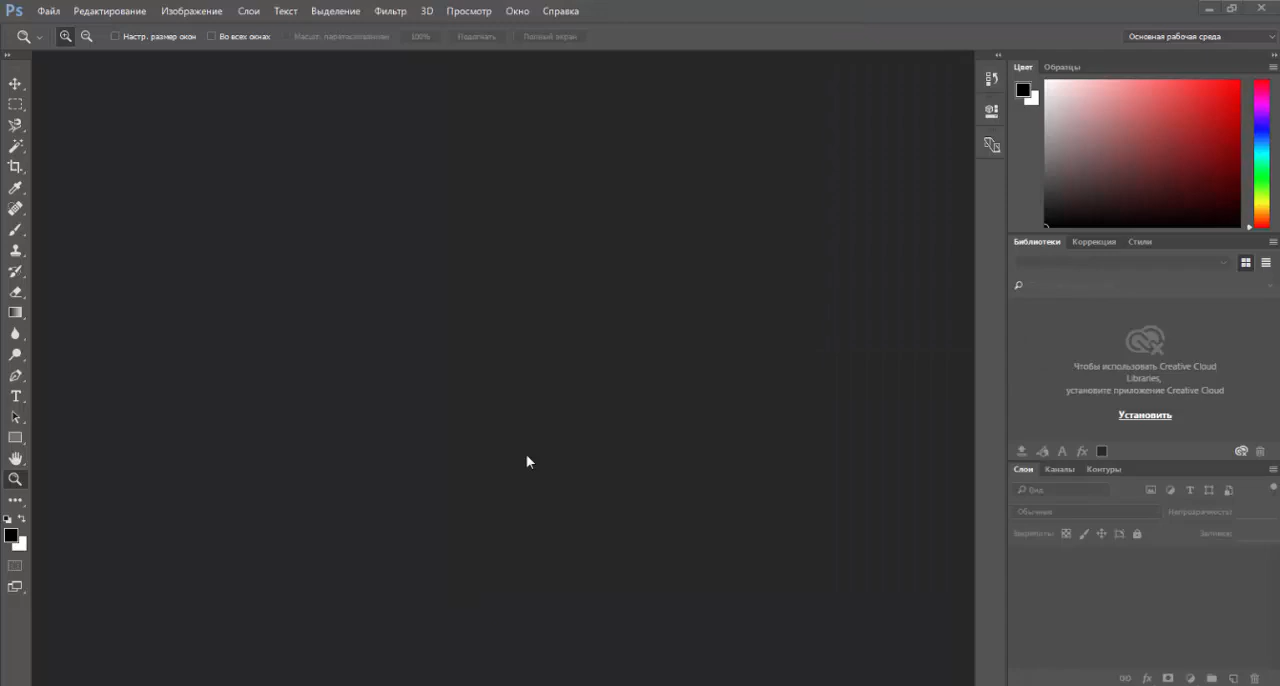 Ps Файл Редактирование Изображение Слои Текст Выделение Фильтр 3D Просмотр Окно Справка
Настр. размер окон Во всех окнах Масшт. перетаскиванием 100% Подогнать Полный экран Основная рабочая среда
Цвет Образцы
Библиотеки Коррекция Стили
Чтобы использовать Creative Cloud
Libraries,
установите приложение Creative Cloud
Установить
Слои Каналы Контуры
Вид
Обычные Непрозрачность:
Закрепить: Заливка: